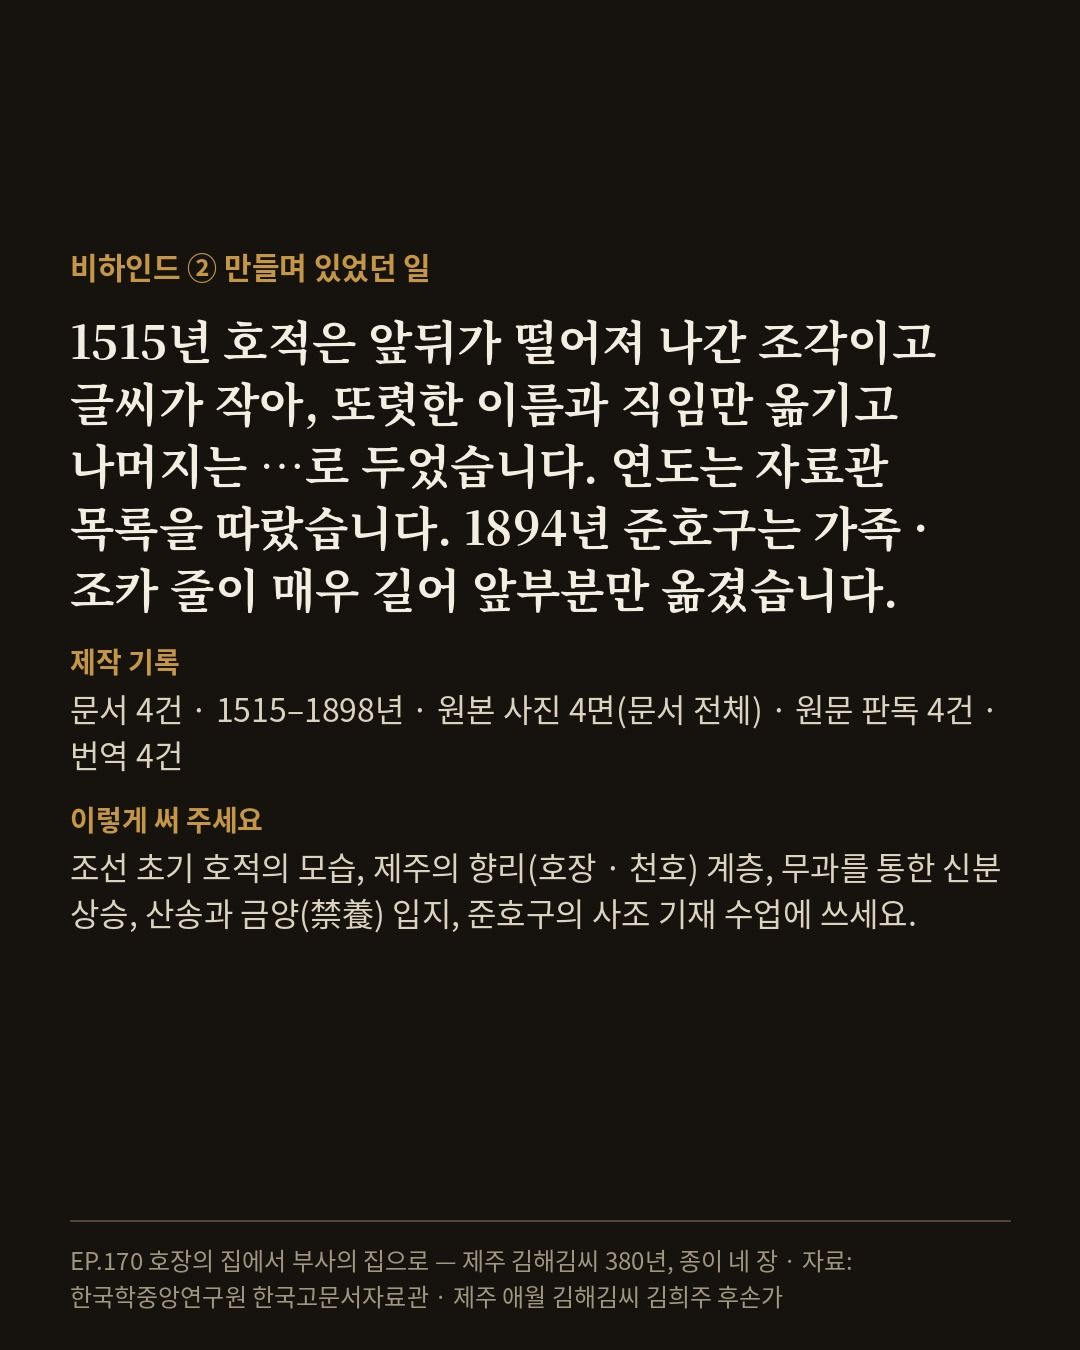 비하인드 ② 만들며 있었던 일
1515년 호적은 앞뒤가 떨어져 나간 조각이고
글씨가 작아, 또렷한 이름과 직임만 옮기고
나머지는 …로 두었습니다. 연도는 자료관
목록을 따랐습니다. 1894년 준호구는 가족 ·
조카 줄이 매우 길어 앞부분만 옮겼습니다.
제작 기록
문서 4건 · 1515–1898년 · 원본 사진 4면(문서 전체) · 원문 판독 4건 ·
번역 4건
이렇게 써 주세요
조선 초기 호적의 모습, 제주의 향리(호장 · 천호) 계층, 무과를 통한 신분
상승, 산송과 금양(禁養) 입지, 준호구의 사조 기재 수업에 쓰세요.
EP.170 호장의 집에서 부사의 집으로 — 제주 김해김씨 380년, 종이 네 장 · 자료:
한국학중앙연구원 한국고문서자료관 · 제주 애월 김해김씨 김희주 후손가